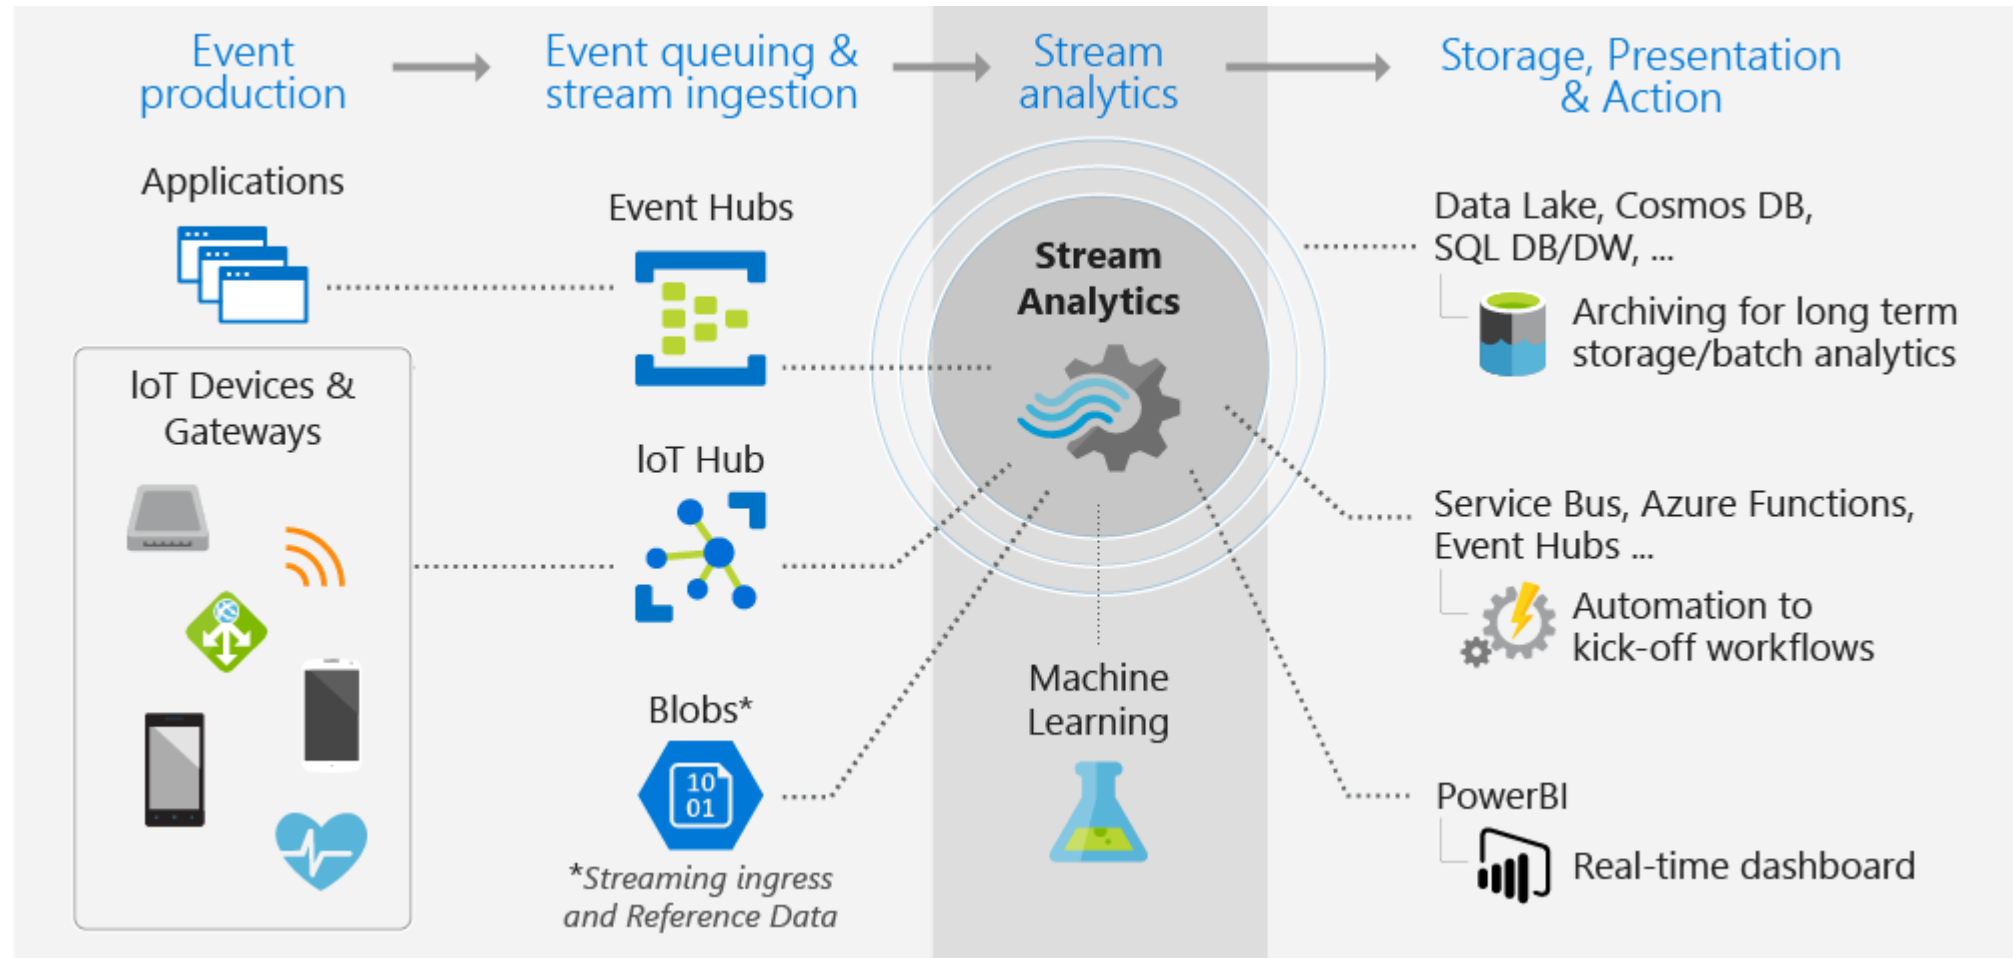 Event
production
Event queuing &
stream ingestion
Stream
analytics
Storage, Presentation
& Action
Applications
IoT Devices &
Gateways
Event Hubs
IoT Hub
Blobs*
10
01
*Streaming ingress
and Reference Data
Stream
Analytics
Machine
Learning
Data Lake, Cosmos DB,
SQL DB/DW, ...
Archiving for long term
storage/batch analytics
Service Bus, Azure Functions,
Event Hubs ...
Automation to
kick-off workflows
PowerBI
Real-time dashboard